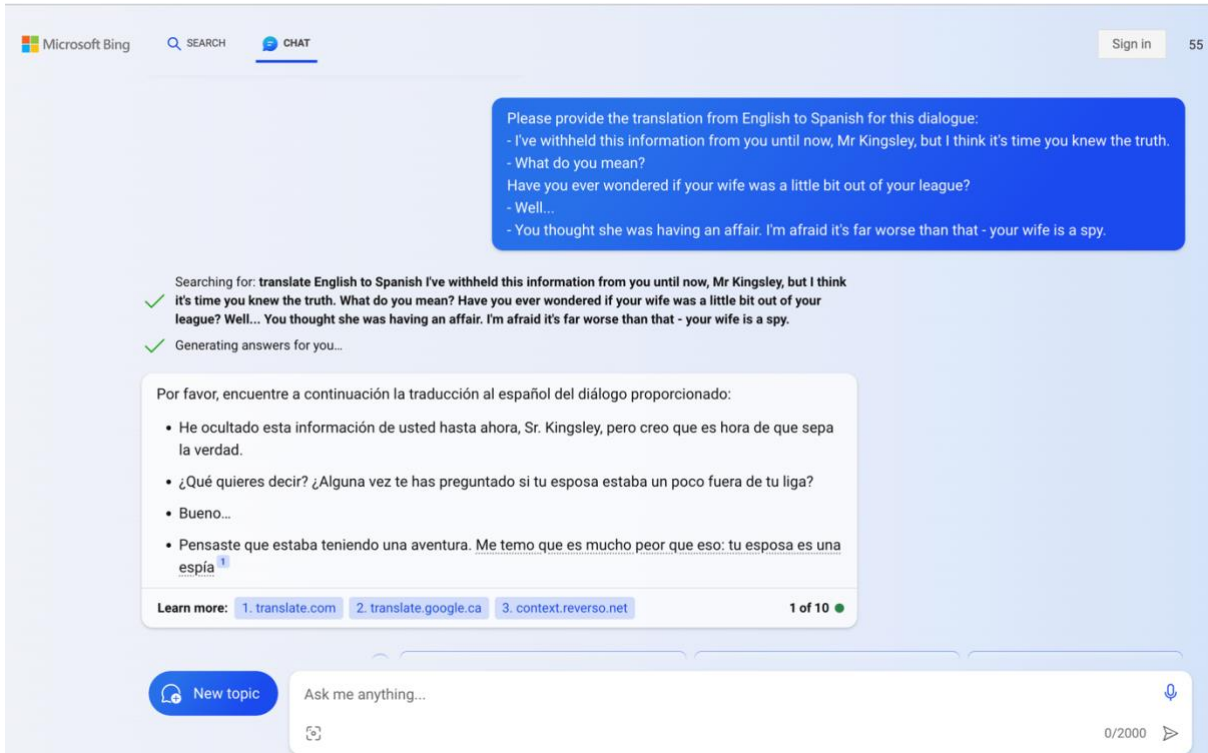 Microsoft Bing
SEARCH
CHAT
Sign in
55
Please provide the translation from English to Spanish for this dialogue:
- I've withheld this information from you until now, Mr Kingsley, but I think it's time you knew the truth.
- What do you mean?
Have you ever wondered if your wife was a little bit out of your league?
- Well...
- You thought she was having an affair. I'm afraid it's far worse than that - your wife is a spy.
Searching for: translate English to Spanish I've withheld this information from you until now, Mr Kingsley, but I think
it's time you knew the truth. What do you mean? Have you ever wondered if your wife was a little bit out of your
league? Well... You thought she was having an affair. I'm afraid it's far worse than that - your wife is a spy.
Generating answers for you...
Por favor, encuentre a continuación la traducción al español del diálogo proporcionado:
• He ocultado esta información de usted hasta ahora, Sr. Kingsley, pero creo que es hora de que sepa
la verdad.
• ¿Qué quieres decir? ¿Alguna vez te has preguntado si tu esposa estaba un poco fuera de tu liga?
• Bueno...
• Pensaste que estaba teniendo una aventura. Me temo que es mucho peor que eso: tu esposa es una
espía 1
Learn more: 1. translate.com 2. translate.google.ca 3. context.reverso.net 1 of 10
New topic
Ask me anything...
0/2000